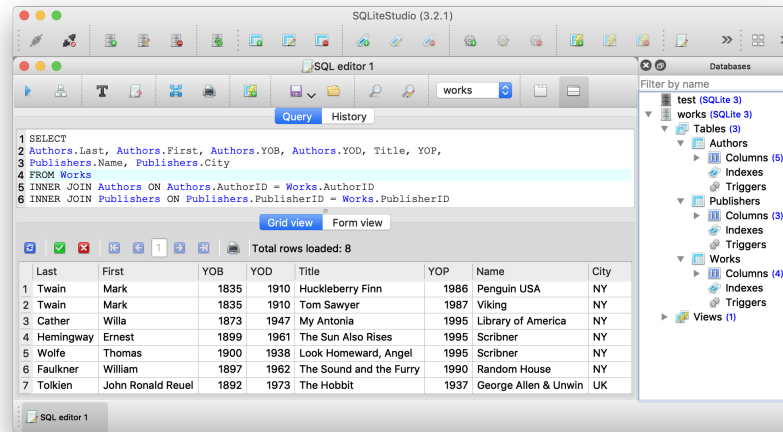 SQLiteStudio (3.2.1)
SQL editor 1
works
Query History
1 SELECT
2 Authors.Last, Authors.First, Authors.YOB, Authors.YOD, Title, YOP,
3 Publishers.Name, Publishers.City
4 FROM Works
5 INNER JOIN Authors ON Authors.AuthorID = Works.AuthorID
6 INNER JOIN Publishers ON Publishers.PublisherID = Works.PublisherID
Grid view Form view
1 Total rows loaded: 8
Last First YOB YOD Title YOP Name City
1 Twain Mark 1835 1910 Huckleberry Finn 1986 Penguin USA NY
2 Twain Mark 1835 1910 Tom Sawyer 1987 Viking NY
3 Cather Willa 1873 1947 My Antonia 1995 Library of America NY
4 Hemingway Ernest 1899 1961 The Sun Also Rises 1995 Scribner NY
5 Wolfe Thomas 1900 1938 Look Homeward, Angel 1995 Scribner NY
6 Faulkner William 1897 1962 The Sound and the Furry 1990 Random House NY
7 Tolkien John Ronald Reuel 1892 1973 The Hobbit 1937 George Allen & Unwin UK
SQL editor 1
Databases
Filter by name
test (SQLite 3)
works (SQLite 3)
Tables (3)
Authors
Columns (5)
Indexes
Triggers
Publishers
Columns (3)
Indexes
Triggers
Works
Columns (4)
Indexes
Triggers
Views (1)